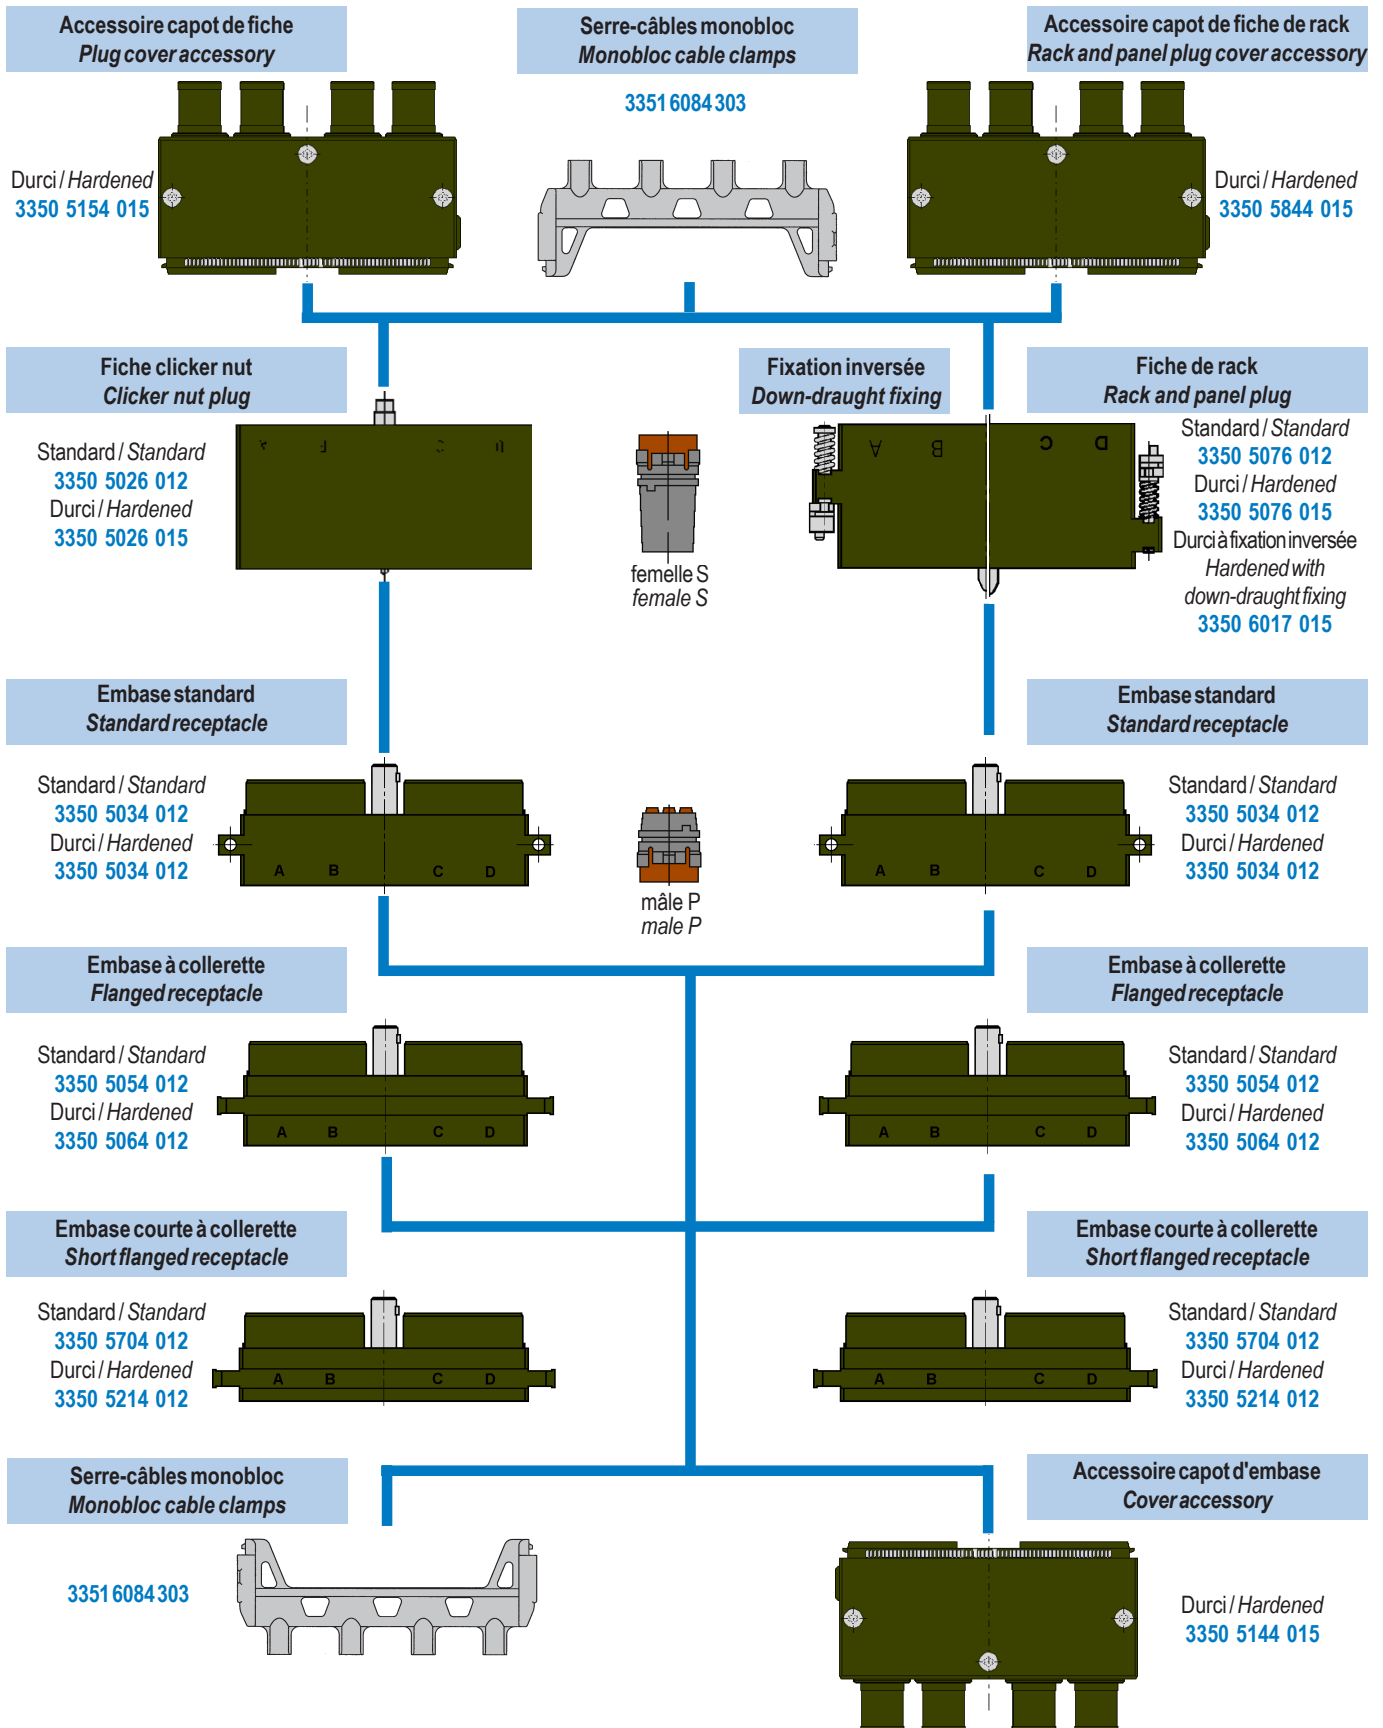 Accessoire capot de fiche
Plug cover accessory
Serre-câbles monobloc
Monobloc cable clamps
Accessoire capot de fiche de rack
Rack and panel plug cover accessory
3351 6084 303
Durci / Hardened
3350 5154 015
Durci / Hardened
3350 5844 015
Fiche clicker nut
Clicker nut plug
Fixation inversée
Down-draught fixing
Fiche de rack
Rack and panel plug
Standard / Standard
3350 5026 012
Durci / Hardened
3350 5026 015
A B C D
femelle S
female S
Standard / Standard
3350 5076 012
Durci / Hardened
3350 5076 015
Durci à fixation inversée
Hardened with
down-draught fixing
3350 6017 015
Embase standard
Standard receptacle
Embase standard
Standard receptacle
Standard / Standard
3350 5034 012
Durci / Hardened
3350 5034 012
A B C D
mâle P
male P
A B C D
Standard / Standard
3350 5034 012
Durci / Hardened
3350 5034 012
Embase à collerette
Flanged receptacle
Embase à collerette
Flanged receptacle
Standard / Standard
3350 5054 012
Durci / Hardened
3350 5064 012
A B C D
A B C D
Standard / Standard
3350 5054 012
Durci / Hardened
3350 5064 012
Embase courte à collerette
Short flanged receptacle
Embase courte à collerette
Short flanged receptacle
Standard / Standard
3350 5704 012
Durci / Hardened
3350 5214 012
A B C D
A B C D
Standard / Standard
3350 5704 012
Durci / Hardened
3350 5214 012
Serre-câbles monobloc
Monobloc cable clamps
Accessoire capot d'embase
Cover accessory
3351 6084 303
Durci / Hardened
3350 5144 015